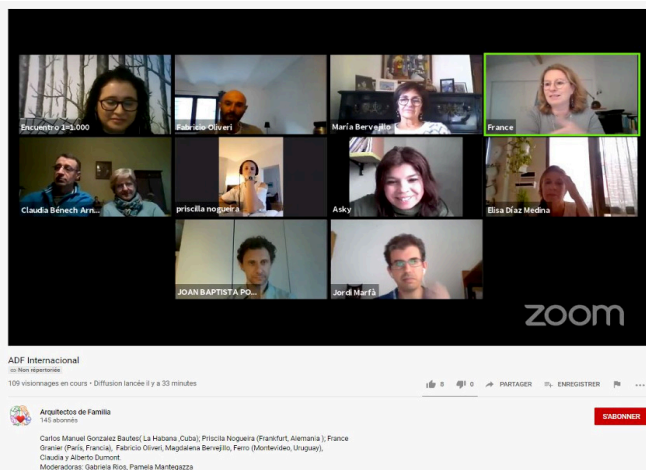 Encuentro 1=1.000
Fabricio Oliveri
María Bervejillo
France
Claudia Bénech Arn...
priscilla nogueira
Asky
Elisa Díaz Medina
JOAN BAPTISTA PO...
Jordi Marfà
zoom
ADF Internacional
Non répertoriée
109 visionnages en cours • Diffusion lancée il y a 33 minutes
8 0 PARTAGER ENREGISTRER
Arquitectos de Familia
145 abonnés
S'ABONNER
Carlos Manuel Gonzalez Bautes( La Habana ,Cuba); Priscila Nogueira (Frankfurt, Alemania ), France
Granier (París, Francia), Fabricio Oliveri, Magdalena Bervejillo, Ferro (Montevideo, Uruguay),
Claudia y Alberto Dumont.
Moderadoras: Gabriela Rios, Pamela Mantegazza